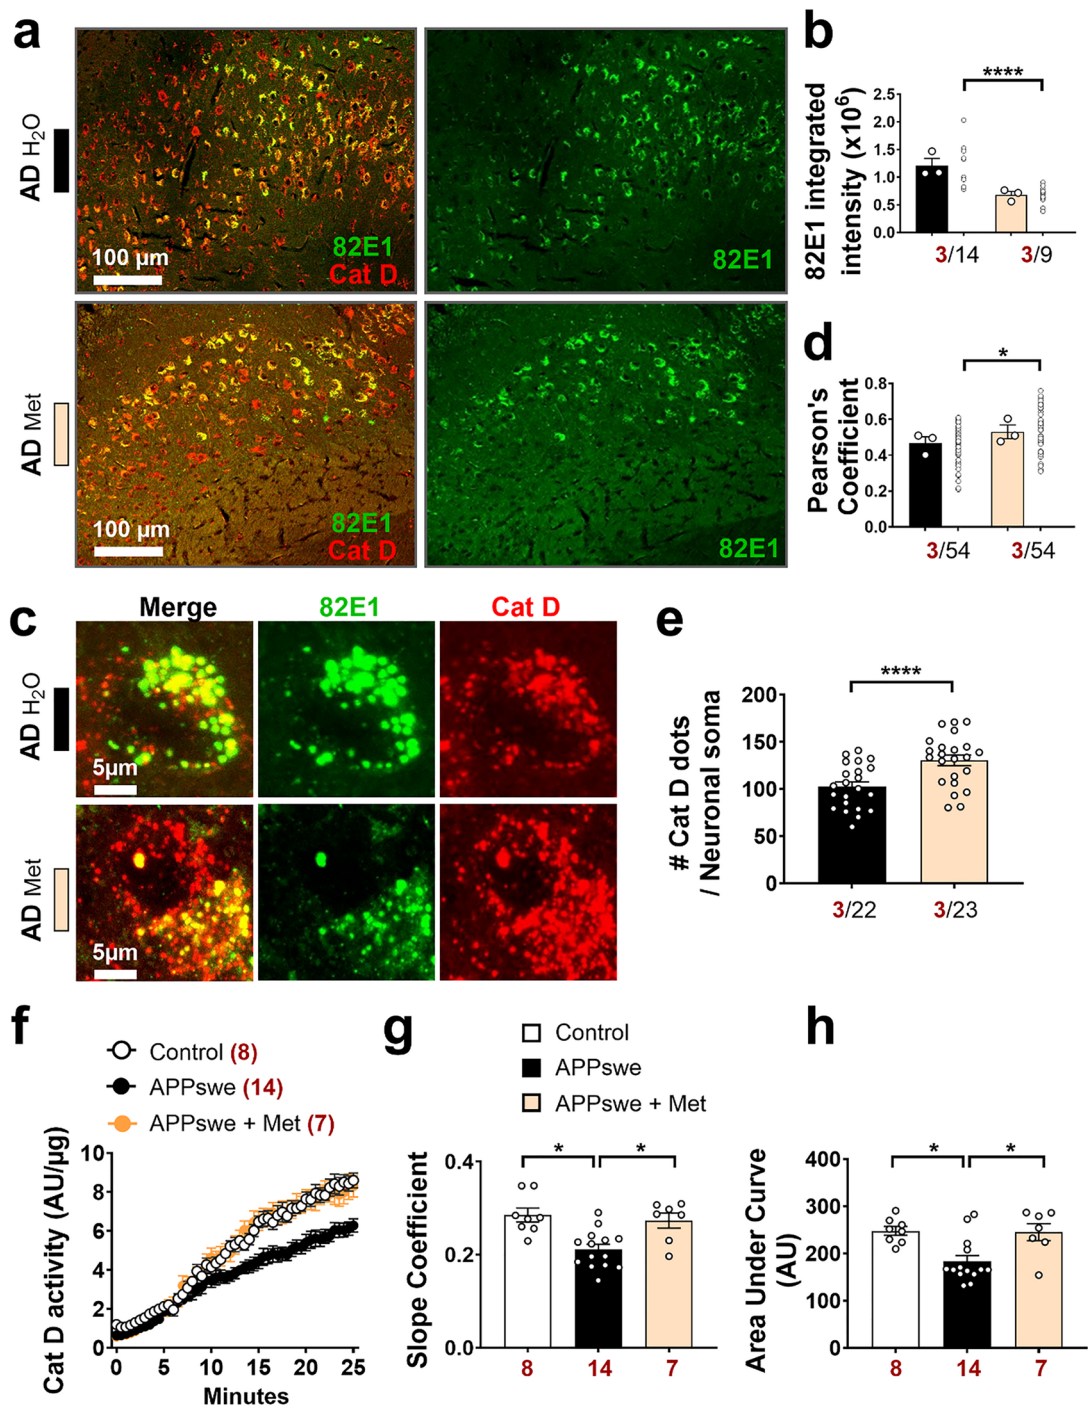 a
AD H2O
82E1
Cat D
100 µm
82E1
AD Met
82E1
Cat D
100 µm
82E1
b
82E1 integrated
intensity (x10⁶)
****
2.5
2.0
1.5
1.0
0.5
0.0
3/14
3/9
d
Pearson's
Coefficient
*
0.8
0.6
0.4
0.2
0.0
3/54
3/54
c
Merge
82E1
Cat D
AD H2O
5µm
AD Met
5µm
e
# Cat D dots
/ Neuronal soma
****
200
150
100
50
0
3/22
3/23
f
Control (8)
APPswe (14)
APPswe + Met (7)
Cat D activity (AU/µg)
10
8
6
4
2
0
0 5 10 15 20 25
Minutes
g
Control
APPswe
APPswe + Met
Slope Coefficient
* *
0.4
0.2
0.0
8 14 7
h
Area Under Curve
(AU)
* *
400
300
200
100
0
8 14 7